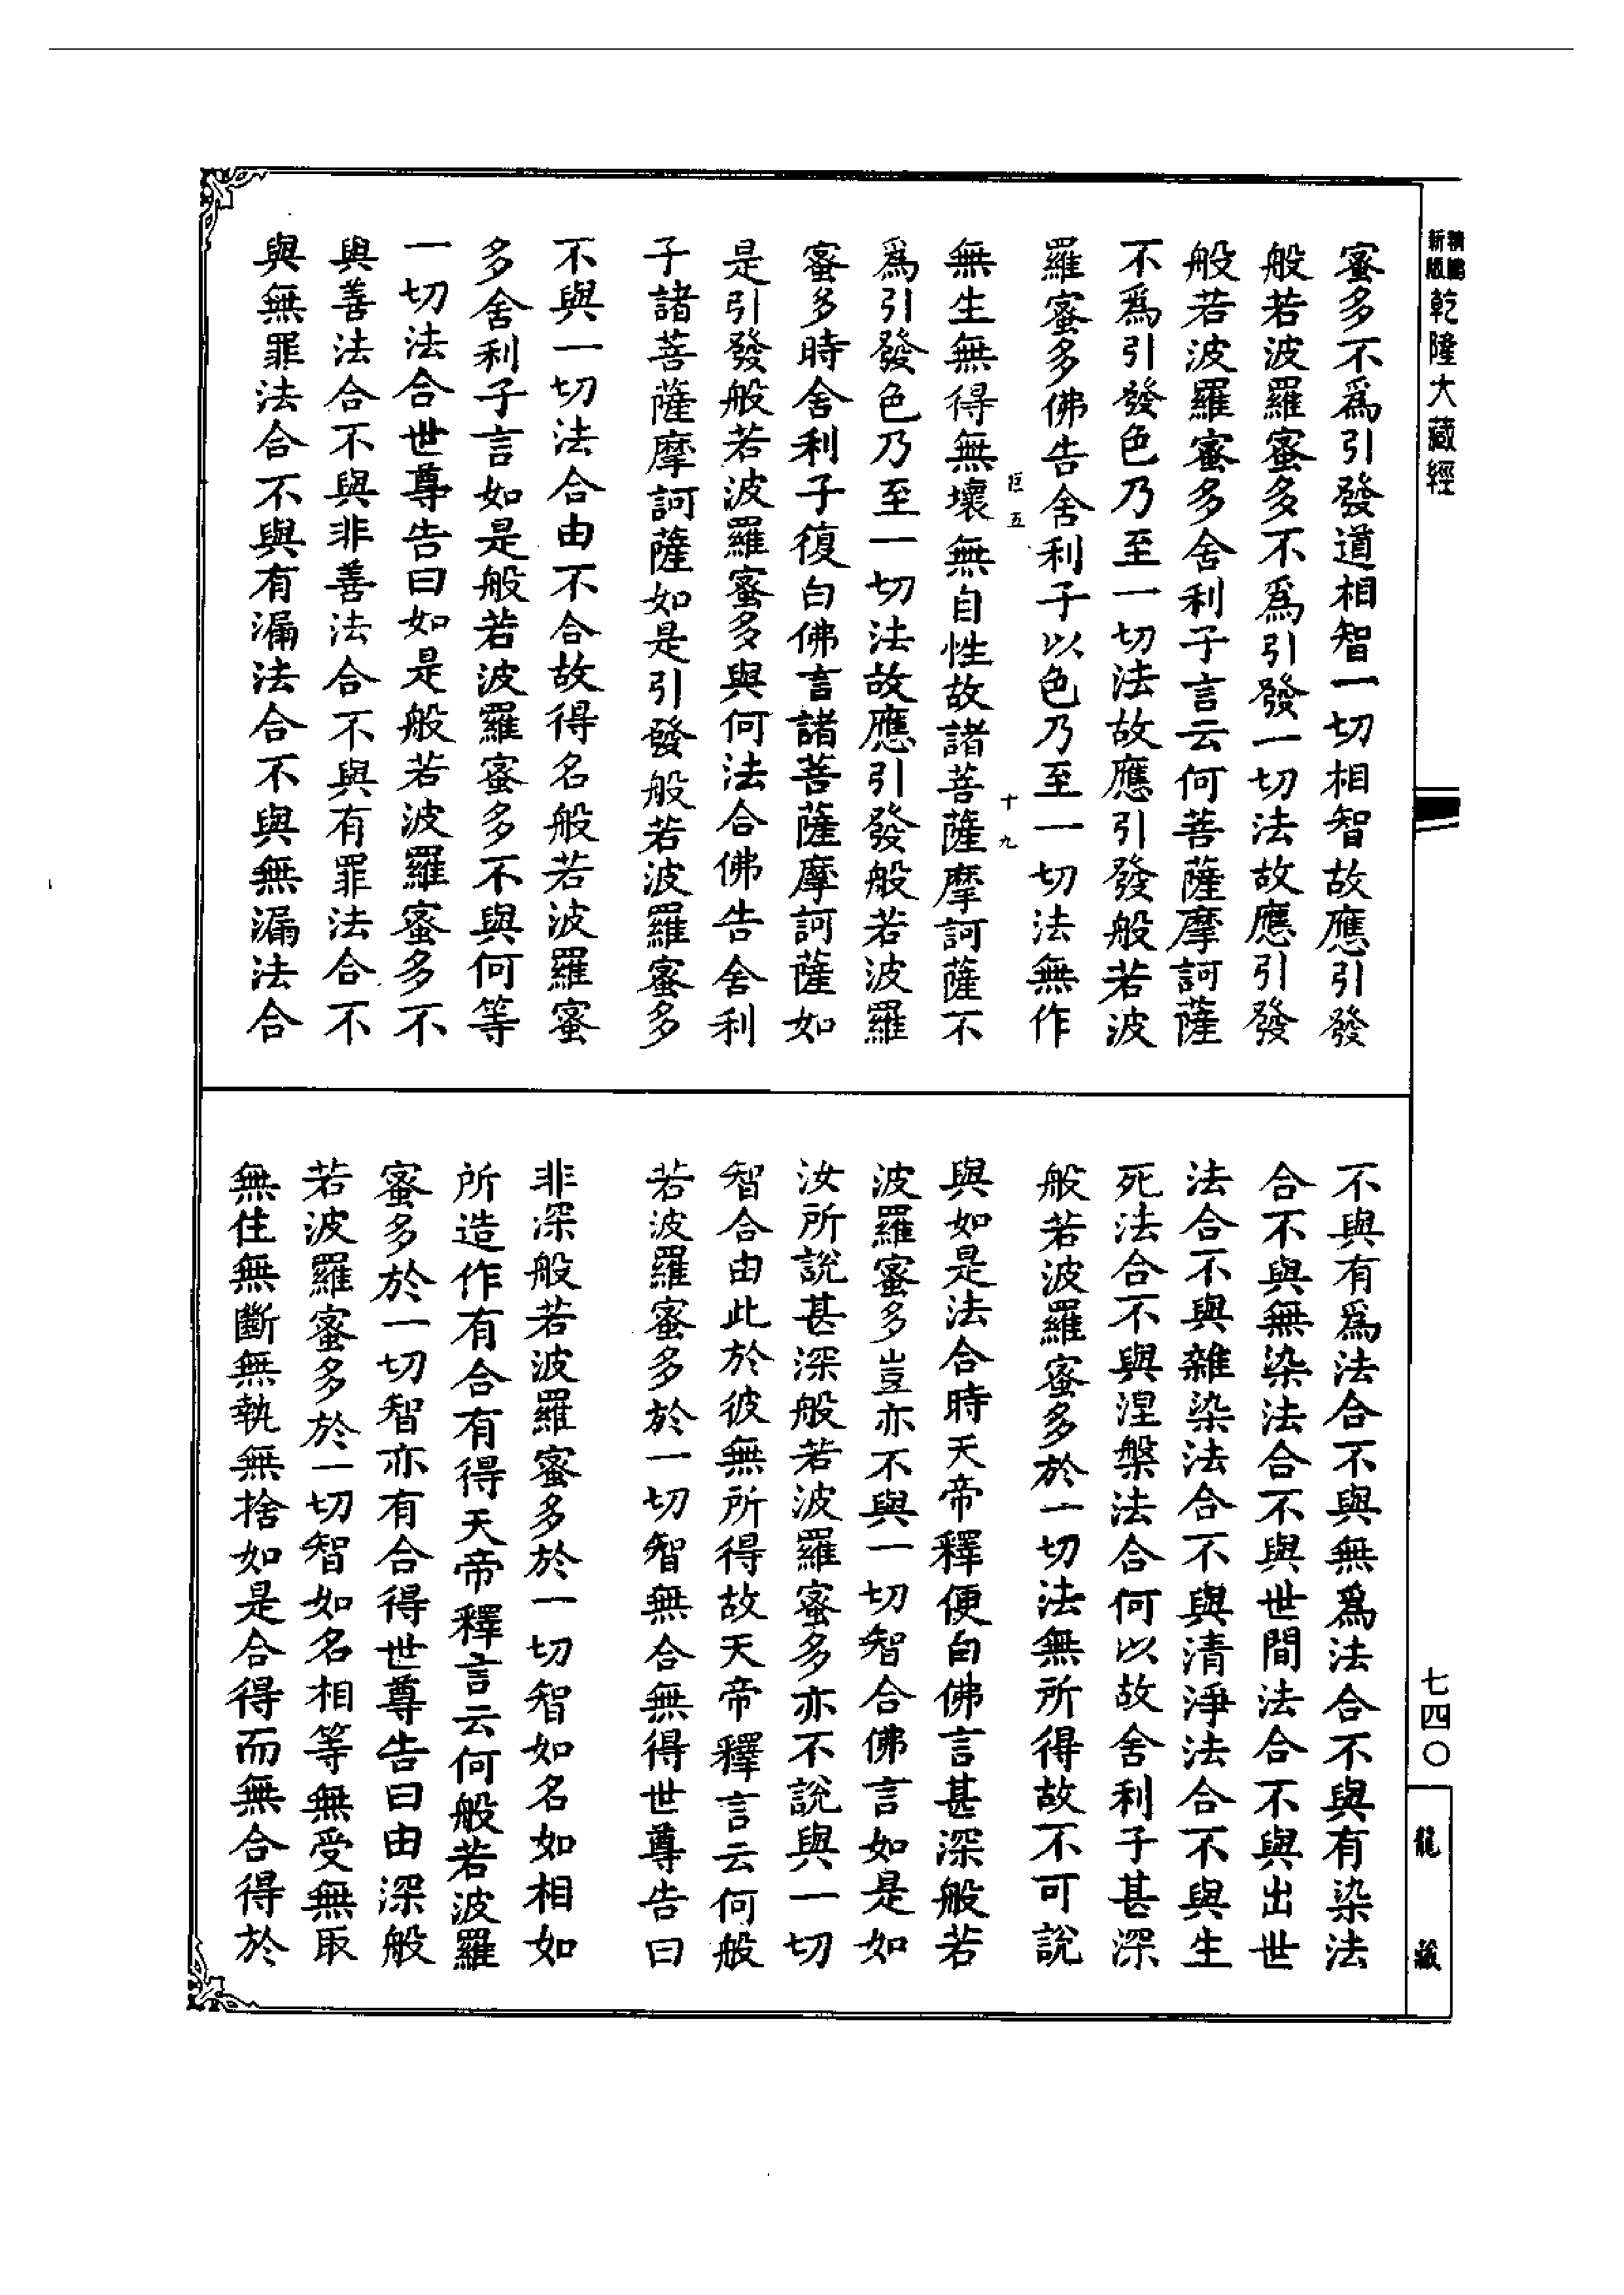 新版
精縮
乾隆大藏經
七四〇
龍藏
蜜多不爲引發道相智一切相智故應引發
般若波羅蜜多不爲引發一切法故應引發
般若波羅蜜多舍利子言云何菩薩摩訶薩
不爲引發色乃至一切法故應引發般若波
羅蜜多佛告舍利子以色乃至一切法無作
五
十九
無生無得無壞無自性故諸菩薩摩訶薩不
爲引發色乃至一切法故應引發般若波羅
蜜多時舍利子復白佛言諸菩薩摩訶薩如
是引發般若波羅蜜多與何法合佛告舍利
子諸菩薩摩訶薩如是引發般若波羅蜜多
不與一切法合由不合故得名般若波羅蜜
多舍利子言如是般若波羅蜜多不與何等
一切法合世尊告曰如是般若波羅蜜多不
與善法合不與非善法合不與有罪法合不
與無罪法合不與有漏法合不與無漏法合
不與有爲法合不與無爲法合不與有染法
合不與無染法合不與世間法合不與出世
法合不與雜染法合不與清淨法合不與生
死法合不與涅槃法合何以故舍利子甚深
般若波羅蜜多於一切法無所得故不可說
與如是法合時天帝釋便白佛言甚深般若
波羅蜜多豈亦不與一切智合佛言如是如
汝所說甚深般若波羅蜜多亦不說與一切
智合由此於彼無所得故天帝釋言云何般
若波羅蜜多於一切智無合無得世尊告曰
非深般若波羅蜜多於一切智如名如相如
所造作有合有得天帝釋言云何般若波羅
蜜多於一切智亦有合得世尊告曰由深般
若波羅蜜多於一切智如名相等無受無取
無住無斷無執無捨如是合得而無合得於